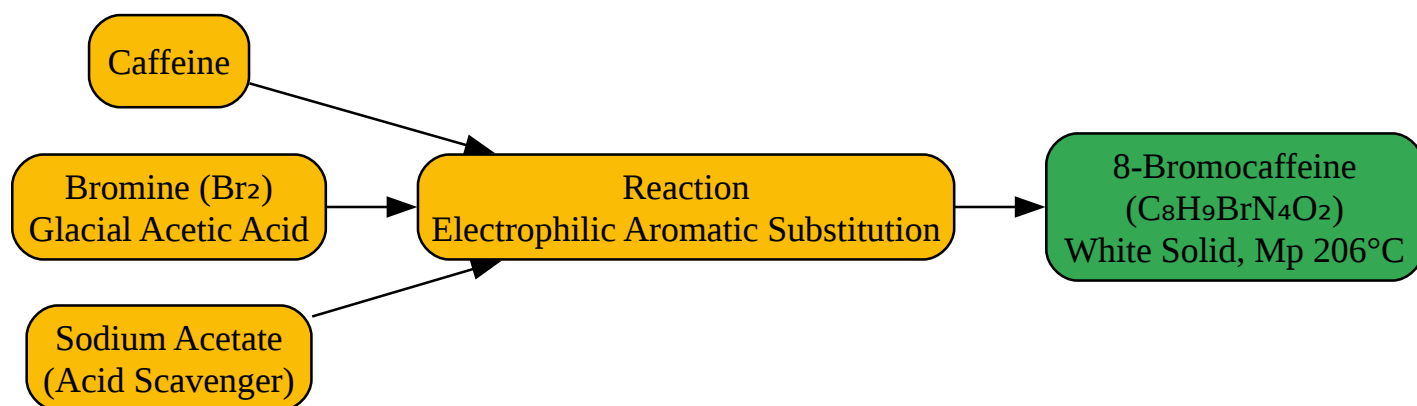 Caffeine
Bromine (Br₂)
Glacial Acetic Acid
Sodium Acetate
(Acid Scavenger)
Reaction
Electrophilic Aromatic Substitution
8-Bromocaffeine
(C₈H₉BrN₄O₂)
White Solid, Mp 206°C